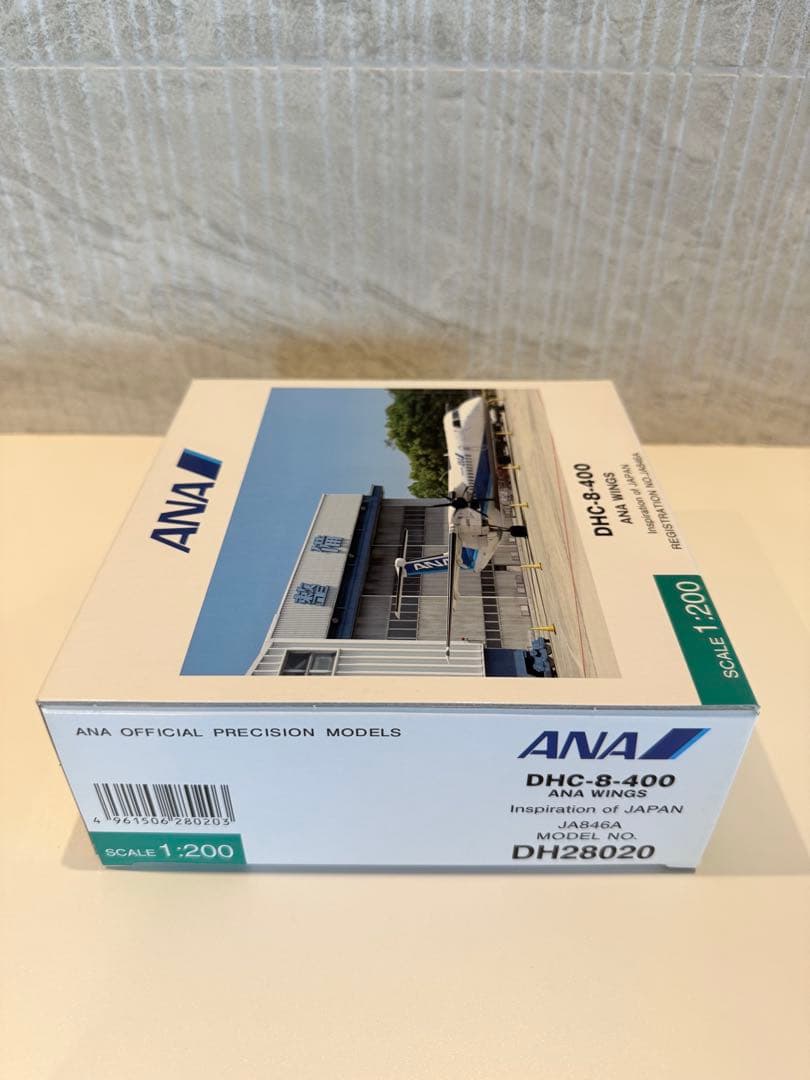 ANA
DHC-8-400
ANA WINGS
Inspiration of JAPAN
REGISTRATION NO.JA846A
SCALE 1:200
ANA
ANA OFFICIAL PRECISION MODELS
ANA
DHC-8-400
ANA WINGS
Inspiration of JAPAN
JA846A
MODEL NO.
DH28020
4 961506 280203
SCALE 1:200